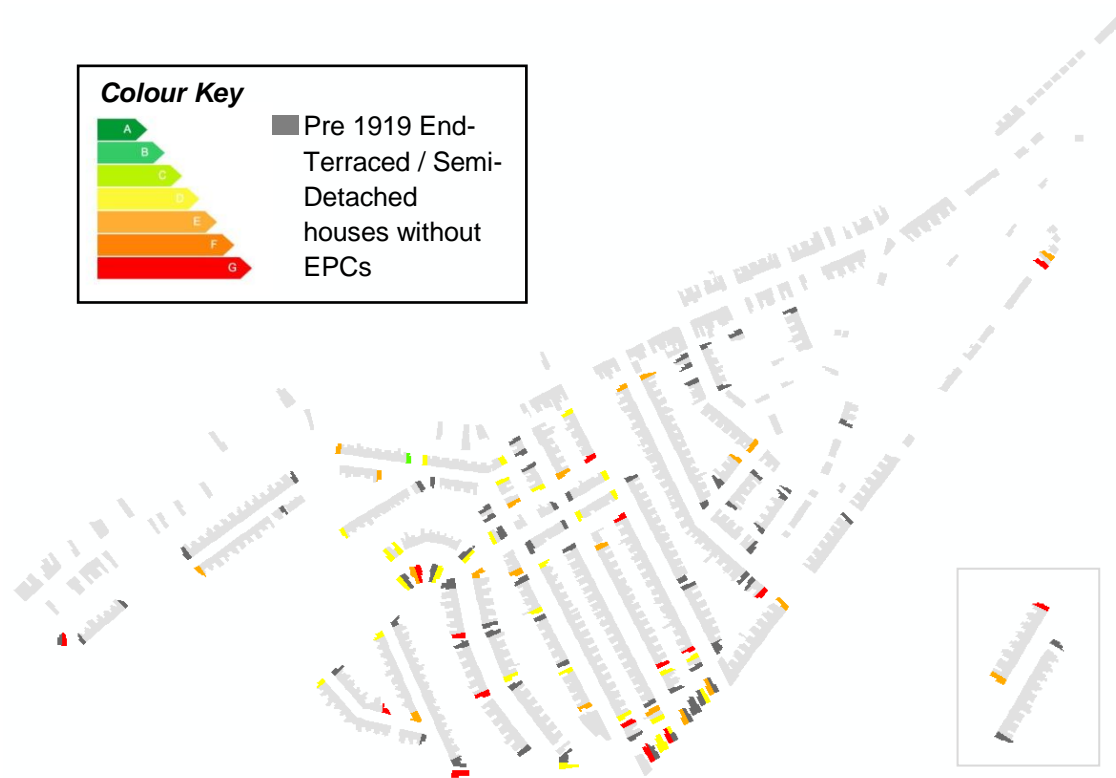 Colour Key
A
B
C
D
E
F
G
Pre 1919 End-
Terraced / Semi-
Detached
houses without
EPCs